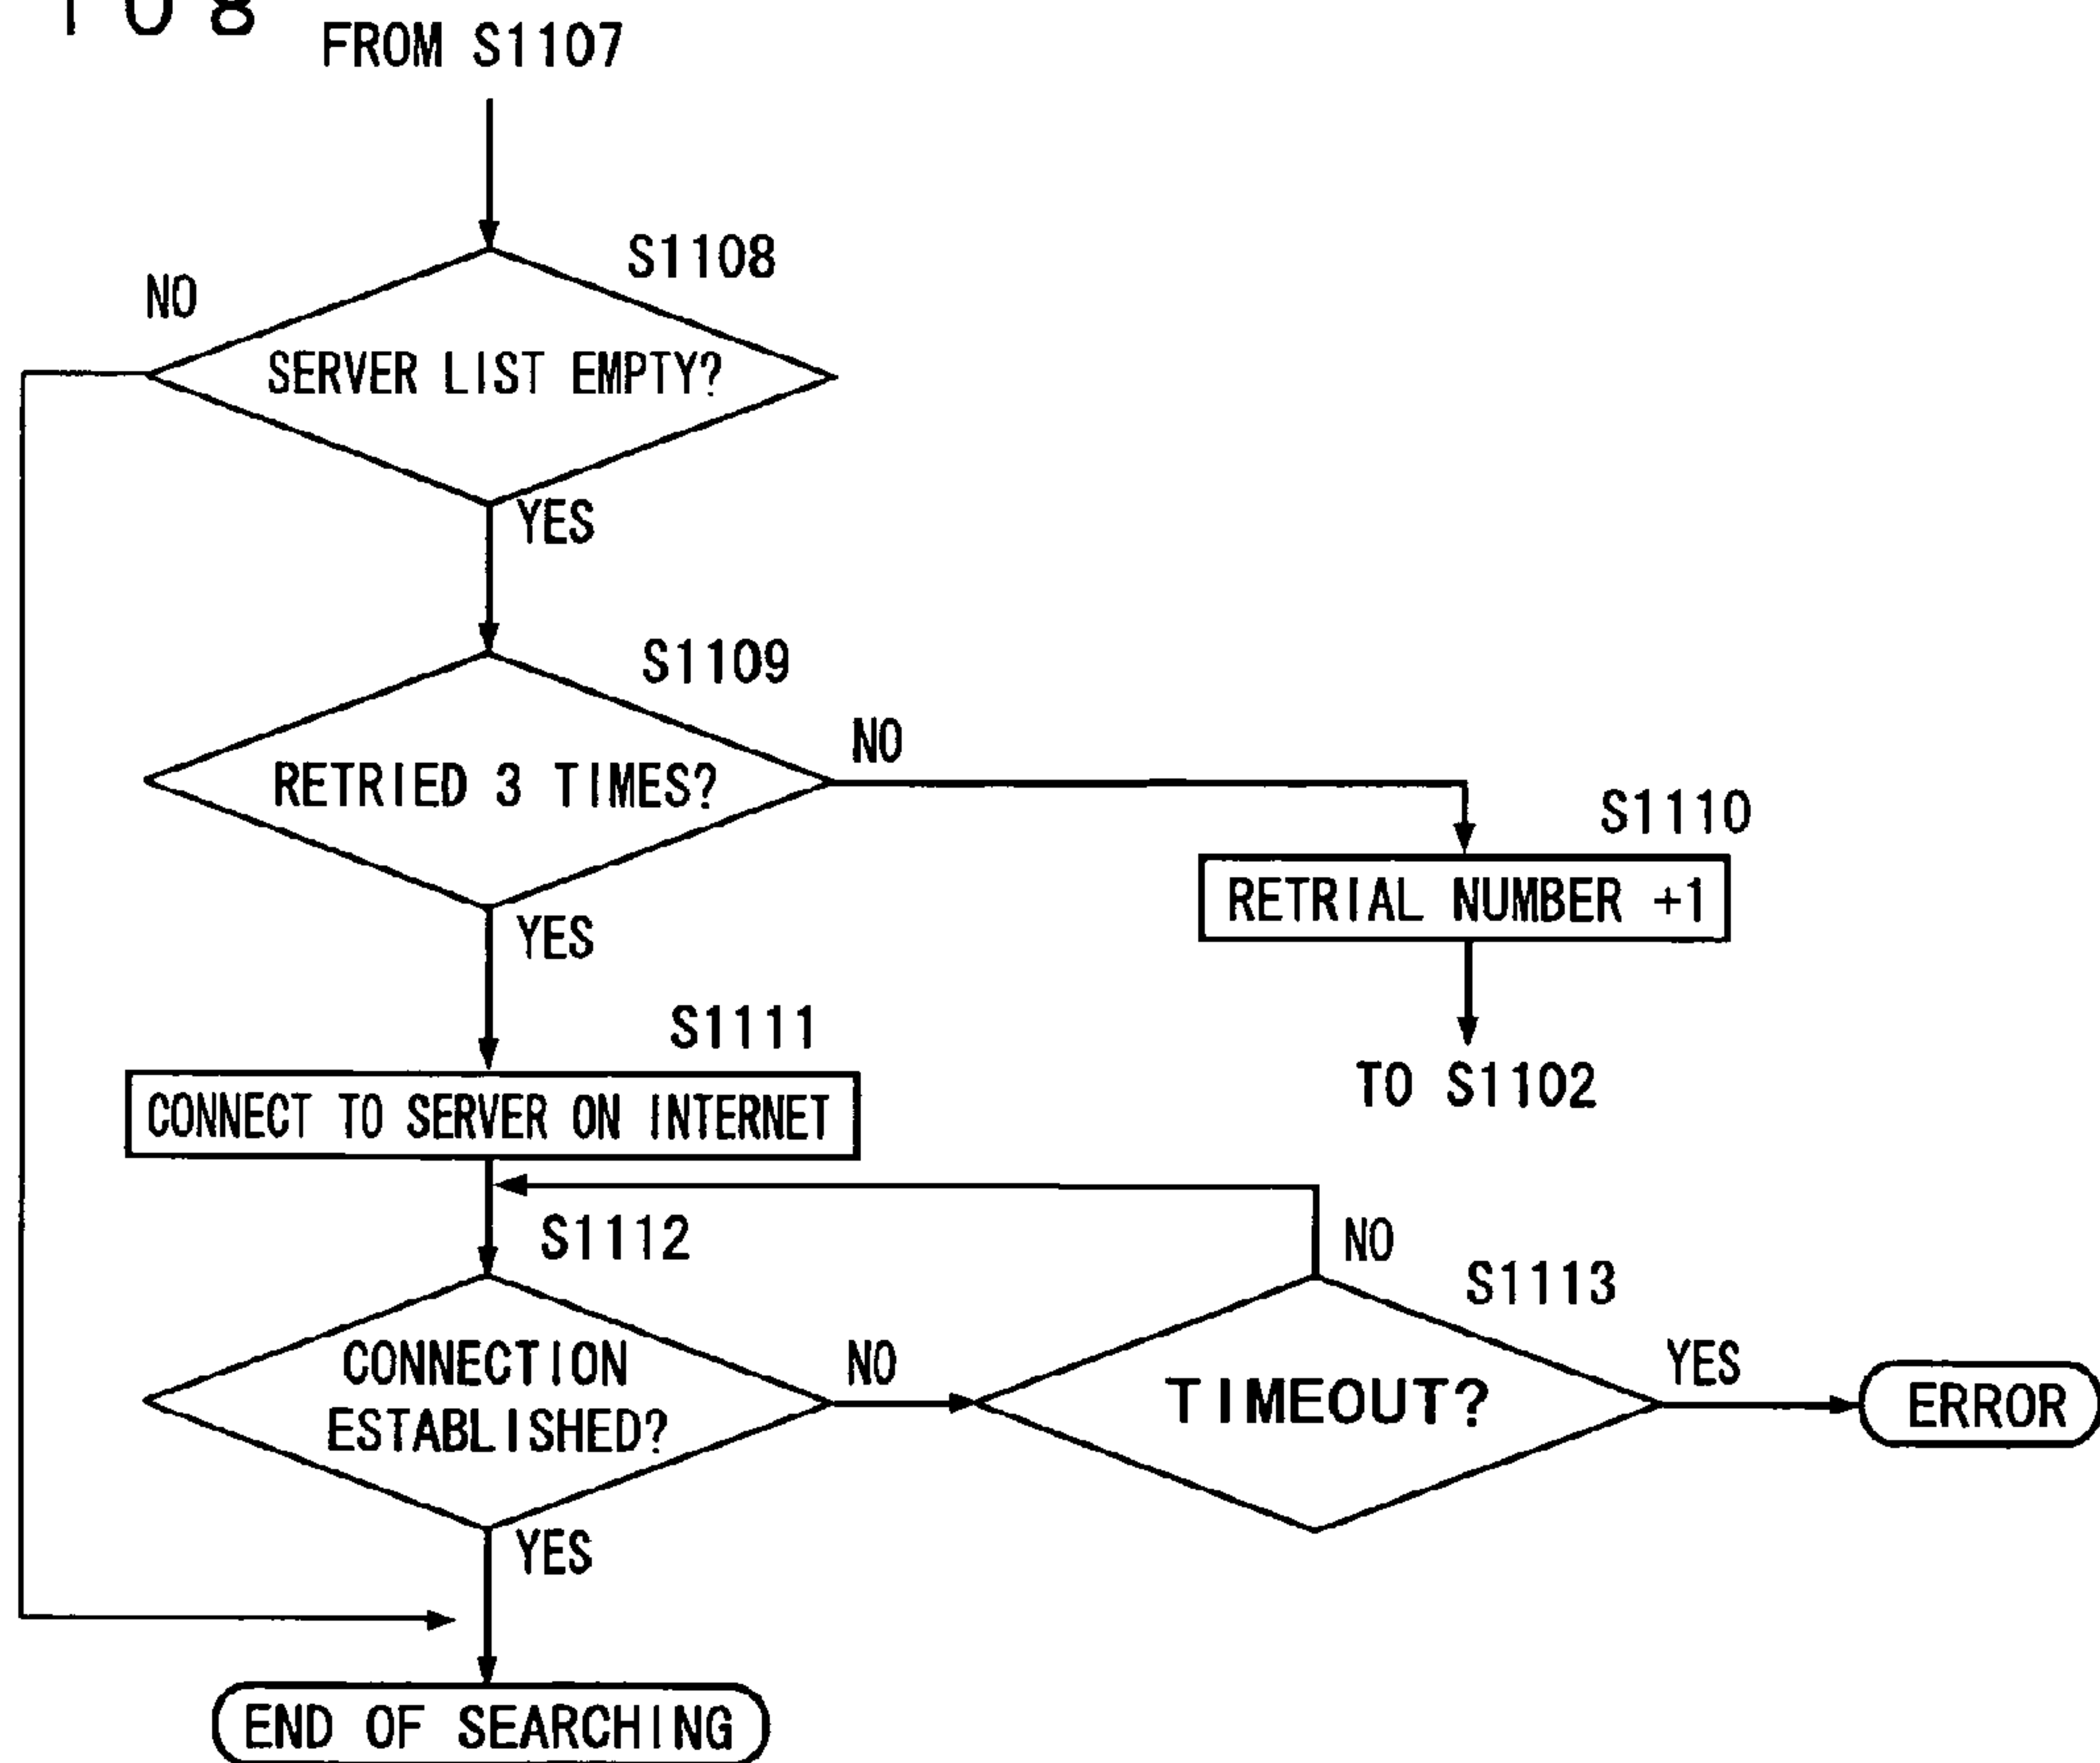 108
FROM S1107
S1108
NO
SERVER LIST EMPTY?
YES
S1109
NO
RETRIED 3 TIMES?
S1110
RETRIAL NUMBER +1
YES
S1111
TO S1102
CONNECT TO SERVER ON INTERNET
S1112
NO
S1113
CONNECTION
ESTABLISHED?
NO
TIMEOUT?
YES
ERROR
YES
END OF SEARCHING